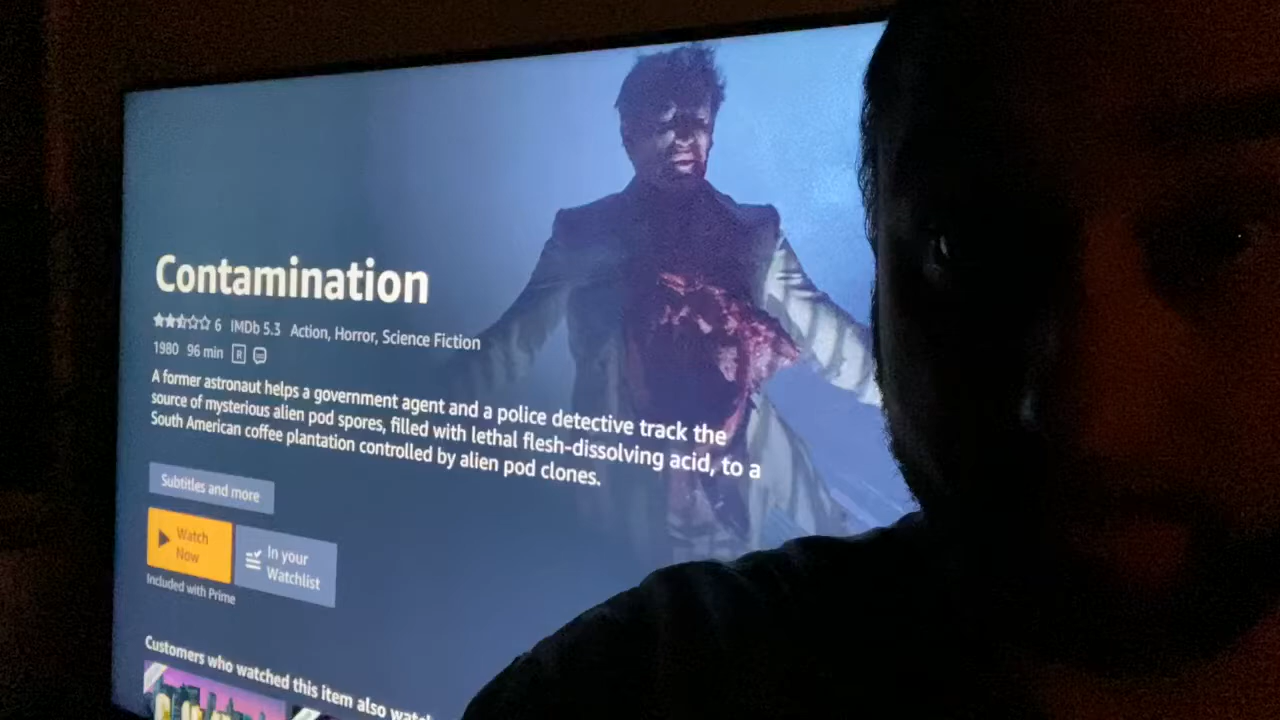 Contamination
6 IMDb 5.3 Action, Horror, Science Fiction
1980 96 min R
A former astronaut helps a government agent and a police detective track the
source of mysterious alien pod spores, filled with lethal flesh-dissolving acid, to a
South American coffee plantation controlled by alien pod clones.
Subtitles and more
Watch
Now
In your
Watchlist
Included with Prime
Customers who watched this item also